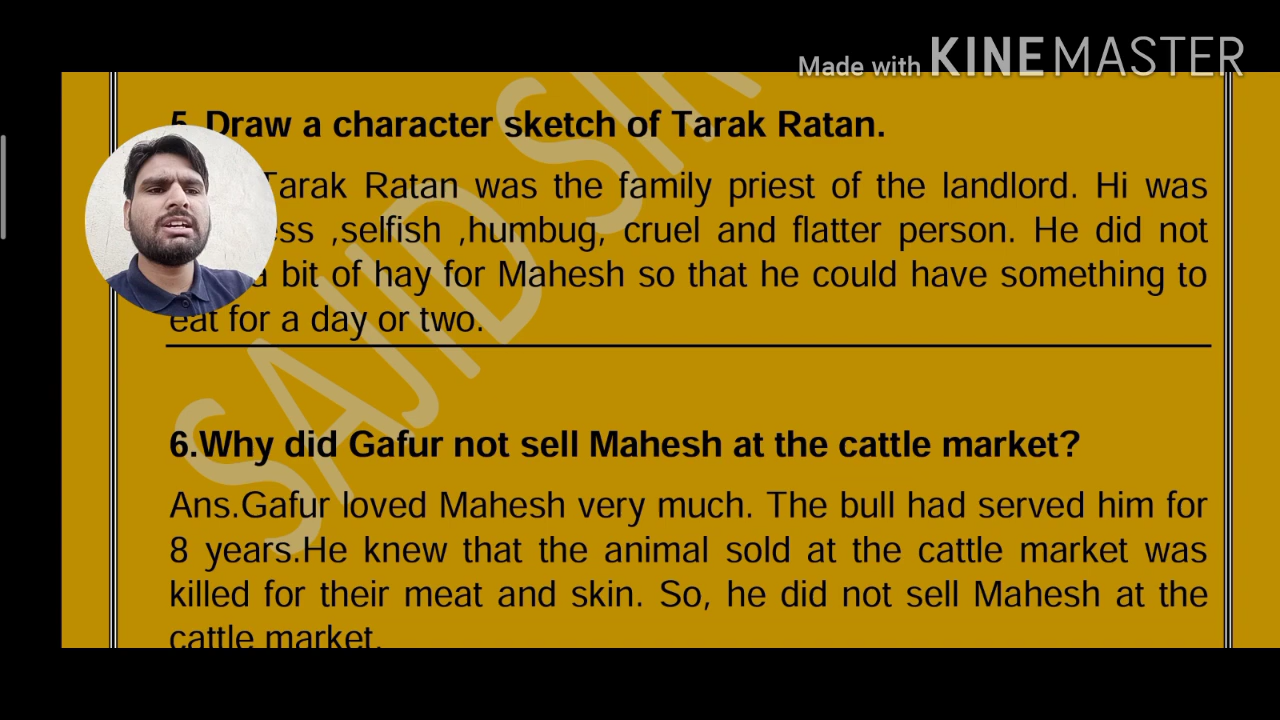 Made with KINEMASTER
5. Draw a character sketch of Tarak Ratan.
Tarak Ratan was the family priest of the landlord. Hi was
,selfish ,humbug, cruel and flatter person. He did not
a bit of hay for Mahesh so that he could have something to
eat for a day or two.
6.Why did Gafur not sell Mahesh at the cattle market?
Ans.Gafur loved Mahesh very much. The bull had served him for
8 years.He knew that the animal sold at the cattle market was
killed for their meat and skin. So, he did not sell Mahesh at the
cattle market.
SAJID SIR